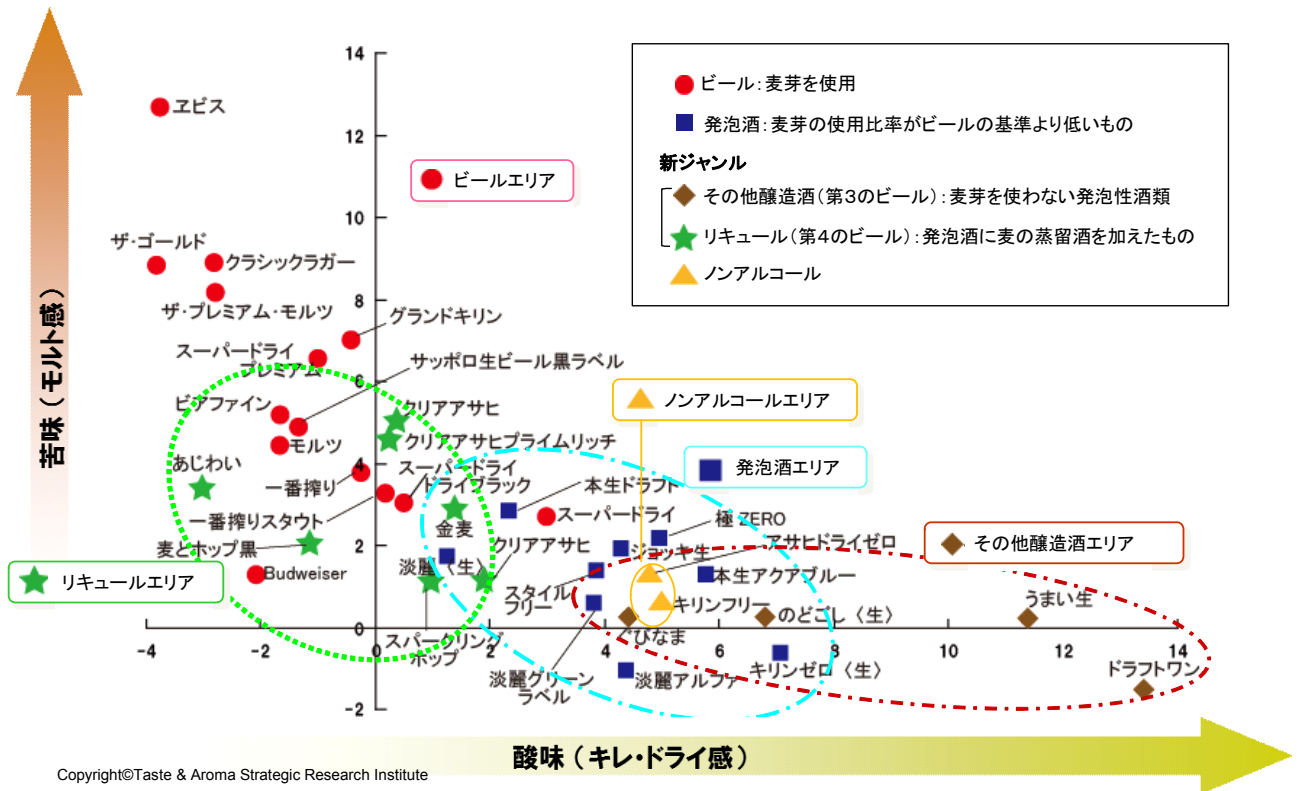 14
12
10
8
6
4
2
0
-2
-4
-2
0
2
4
6
8
10
12
14
苦味（モルト感）
酸味（キレ・ドライ感）
ビール：麦芽を使用
発泡酒：麦芽の使用比率がビールの基準より低いもの
新ジャンル
その他醸造酒（第3のビール）：麦芽を使わない発泡性酒類
リキュール（第4のビール）：発泡酒に麦の蒸留酒を加えたもの
ノンアルコール
ヱビス
ビールエリア
ザ・ゴールド
クラシックラガー
ザ・プレミアム・モルツ
グランドキリン
スーパードライ
プレミアム
サッポロ生ビール黒ラベル
ビアファイン
クリアアサヒ
ノンアルコールエリア
モルツ
クリアアサヒプライムリッチ
あじわい
スーパードライ
ドライブラック
発泡酒エリア
一番搾り
本生ドラフト
一番搾りスタウト
金麦
スーパードライ
極 ZERO
麦とホップ黒
クリアアサヒ
ジョッキ生
アサヒドライゼロ
その他醸造酒エリア
リキュールエリア
Budweiser
淡麗〈生〉
スタイル
フリー
本生アクアブルー
キリンフリー
のどごし〈生〉
うまい生
スパークリング
ホップ
ぐびなま
淡麗グリーン
ラベル
淡麗アルファ
キリンゼロ〈生〉
ドラフトワン
Copyright©Taste & Aroma Strategic Research Institute